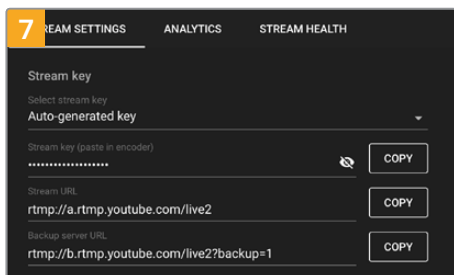 7
REAM SETTINGS ANALYTICS STREAM HEALTH
Stream key
Select stream key
Auto-generated key
Stream key (paste in encoder)
•••••••••••••••••••
COPY
Stream URL
rtmp://a.rtmp.youtube.com/live2
COPY
Backup server URL
rtmp://b.rtmp.youtube.com/live2?backup=1
COPY